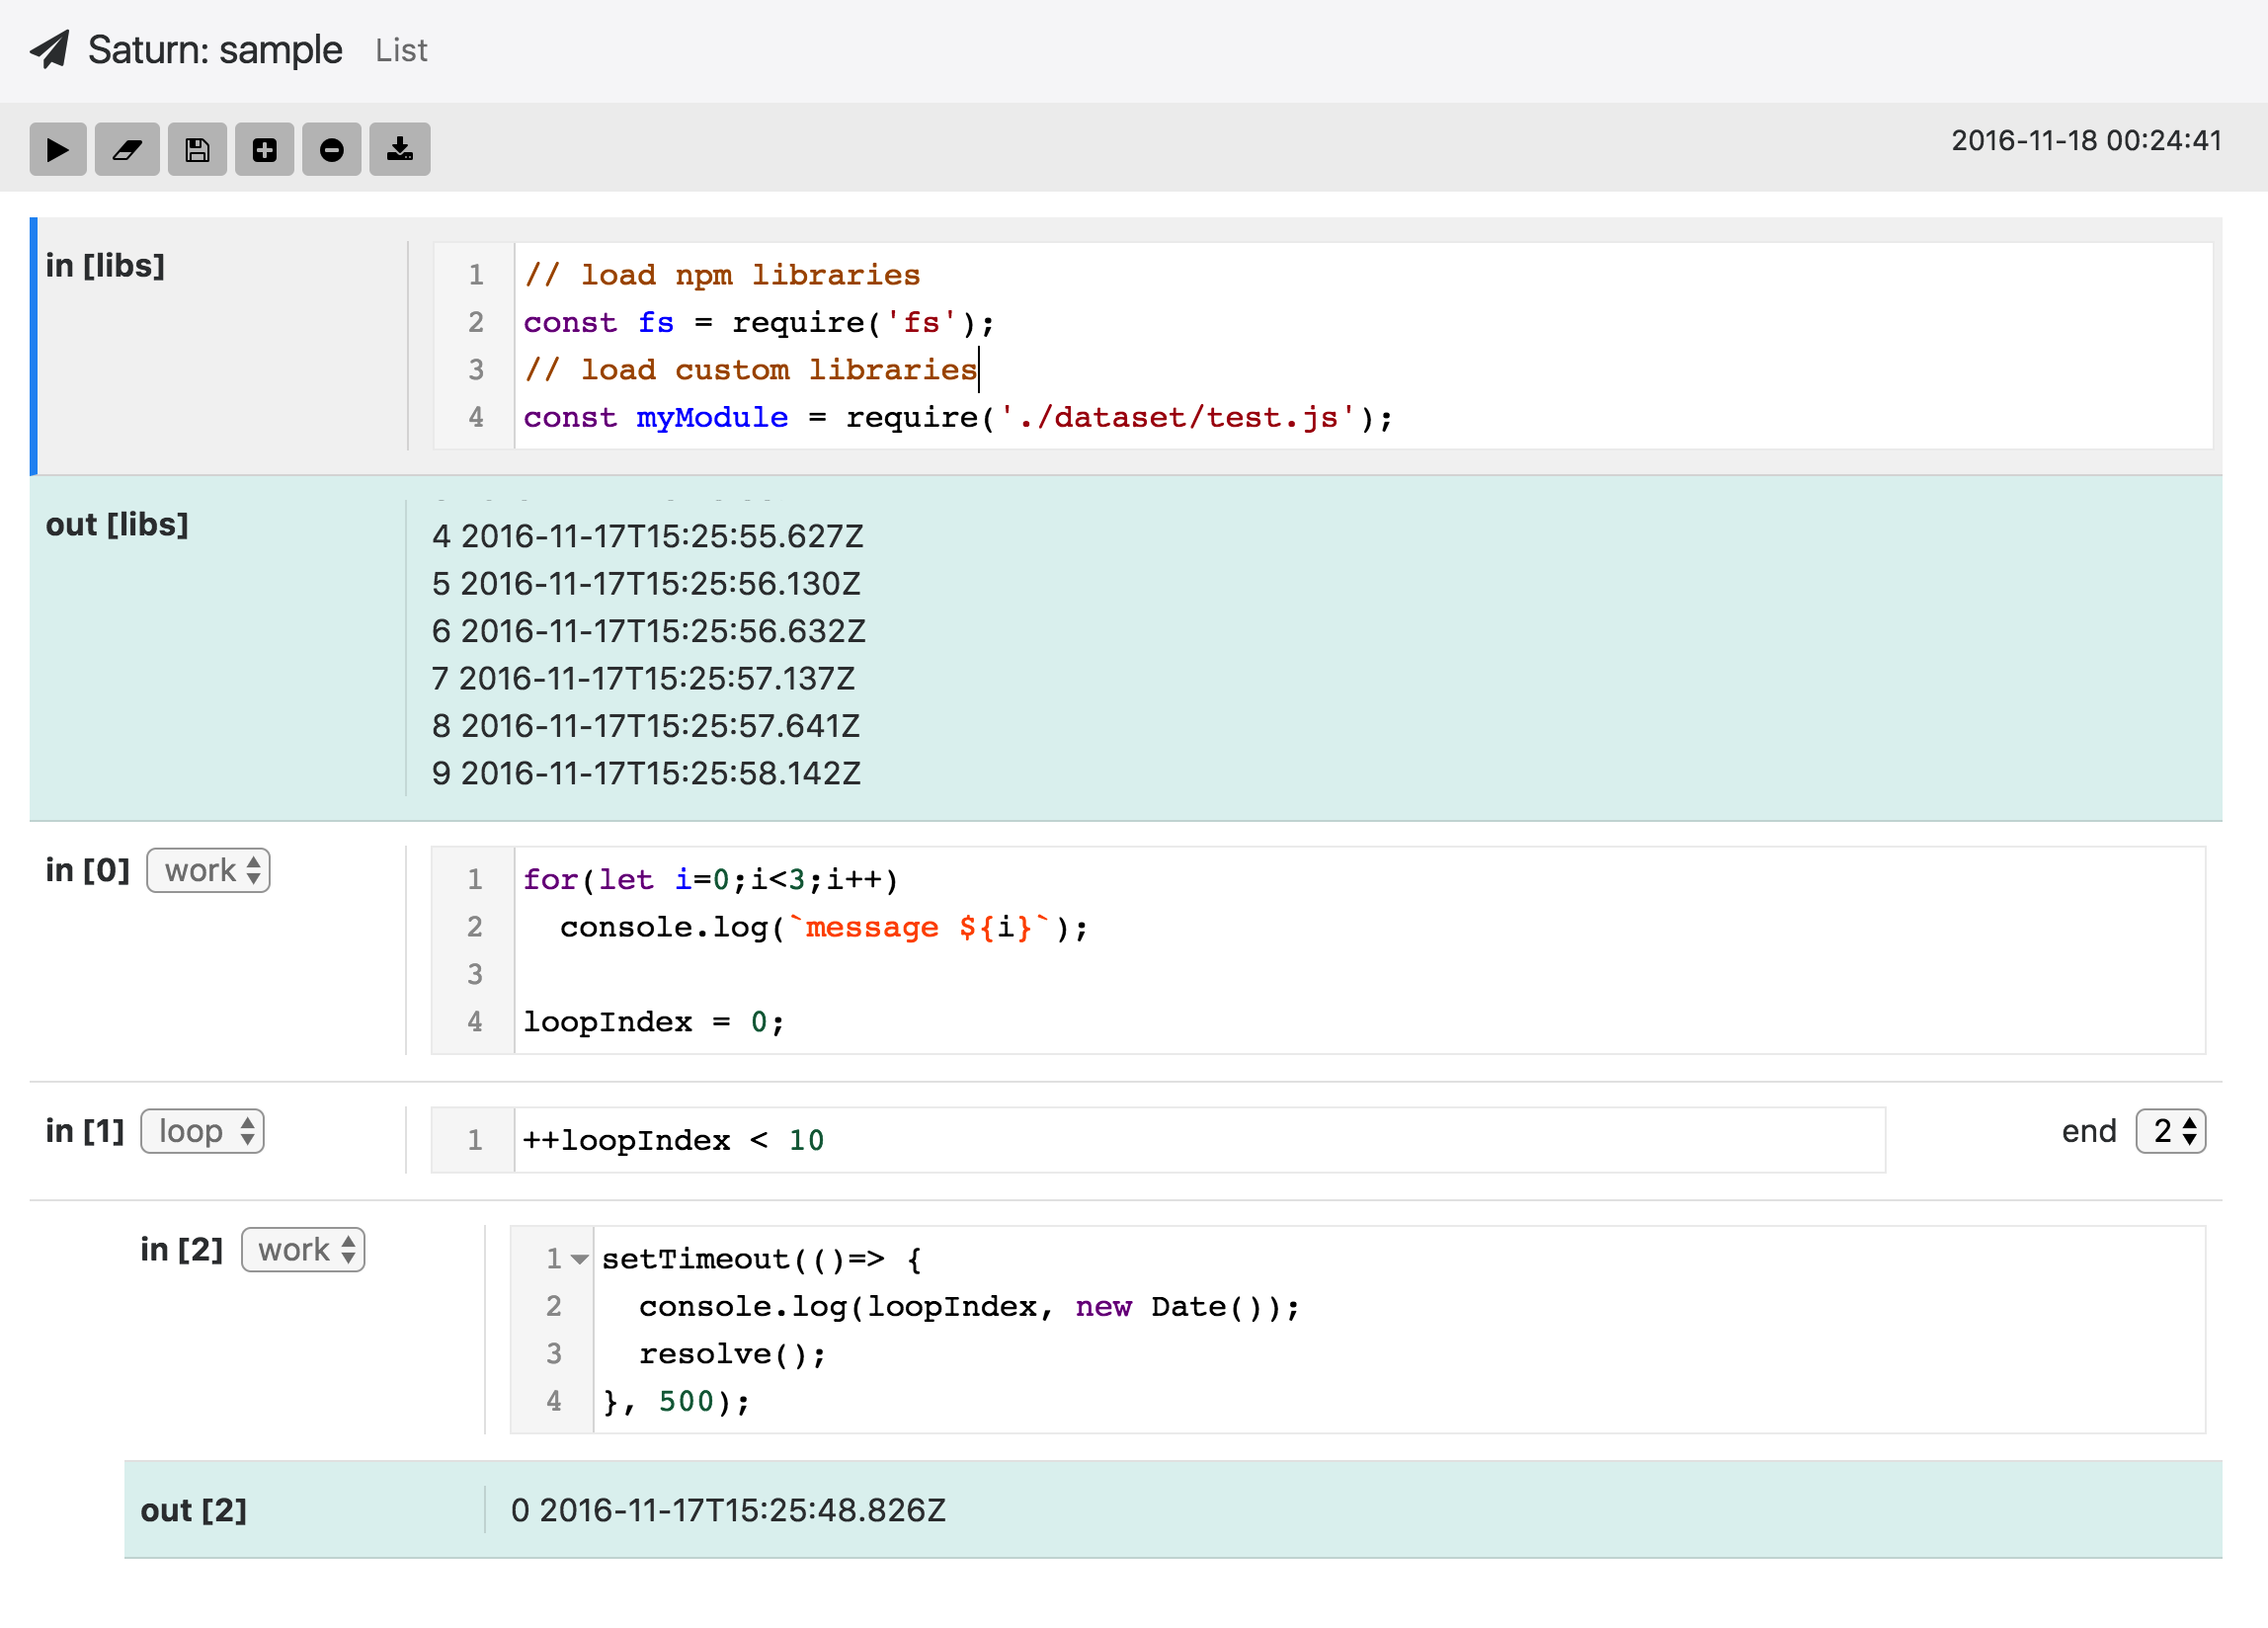 Saturn: sample List
2016-11-18 00:24:41
in [libs]
1 // load npm libraries
2 const fs = require('fs');
3 // load custom libraries
4 const myModule = require('./dataset/test.js');
out [libs]
4 2016-11-17T15:25:55.627Z
5 2016-11-17T15:25:56.130Z
6 2016-11-17T15:25:56.632Z
7 2016-11-17T15:25:57.137Z
8 2016-11-17T15:25:57.641Z
9 2016-11-17T15:25:58.142Z
in [0] work
1 for(let i=0;i<3;i++)
2   console.log(`message ${i}`);
3
4 loopIndex = 0;
in [1] loop
1 ++loopIndex < 10
end 2
in [2] work
1 setTimeout(()=> {
2   console.log(loopIndex, new Date());
3   resolve();
4 }, 500);
out [2]
0 2016-11-17T15:25:48.826Z